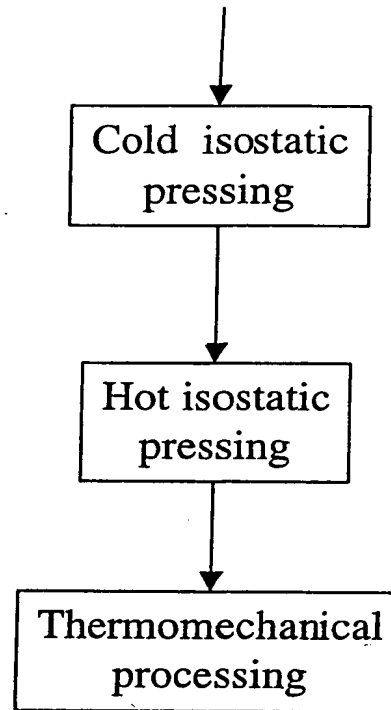 Cold isostatic
pressing
Hot isostatic
pressing
Thermomechanical
processing